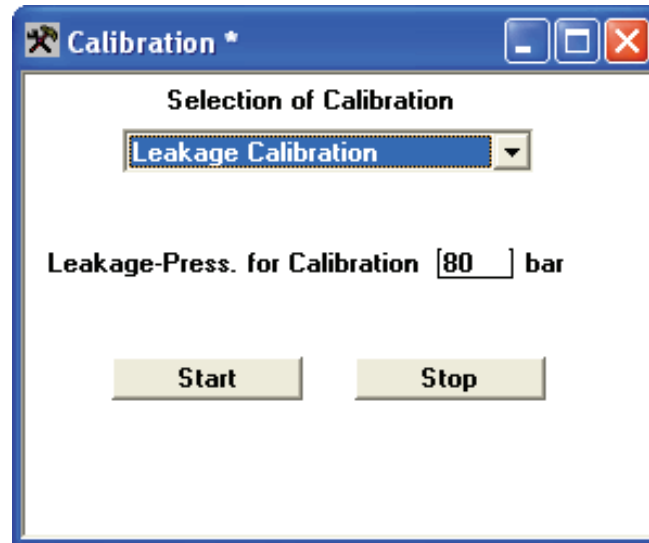 Calibration *
Selection of Calibration
Leakage Calibration
Leakage-Press. for Calibration [80 ] bar
Start Stop